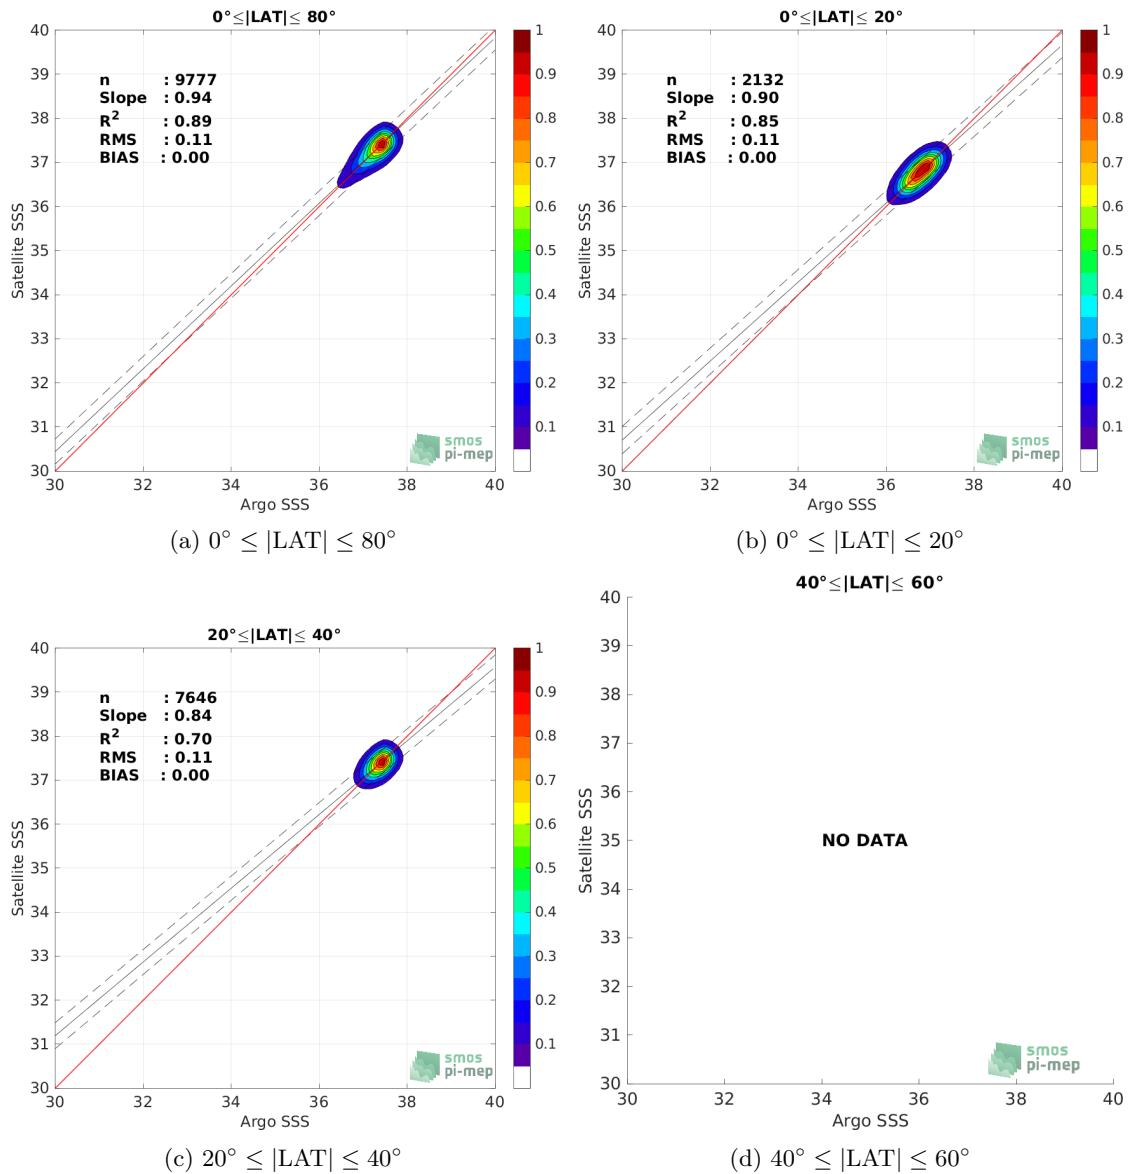 0°≤|LAT|≤ 80°
40
39
38
37
36
35
34
33
32
31
30
Satellite SSS
n : 9777
Slope : 0.94
R² : 0.89
RMS : 0.11
BIAS : 0.00
smos
pi-mep
30 32 34 36 38 40
Argo SSS
1
0.9
0.8
0.7
0.6
0.5
0.4
0.3
0.2
0.1
(a) 0° ≤ |LAT| ≤ 80°
0°≤|LAT|≤ 20°
40
39
38
37
36
35
34
33
32
31
30
Satellite SSS
n : 2132
Slope : 0.90
R² : 0.85
RMS : 0.11
BIAS : 0.00
smos
pi-mep
30 32 34 36 38 40
Argo SSS
1
0.9
0.8
0.7
0.6
0.5
0.4
0.3
0.2
0.1
(b) 0° ≤ |LAT| ≤ 20°
20°≤|LAT|≤ 40°
40
39
38
37
36
35
34
33
32
31
30
Satellite SSS
n : 7646
Slope : 0.84
R² : 0.70
RMS : 0.11
BIAS : 0.00
smos
pi-mep
30 32 34 36 38 40
Argo SSS
1
0.9
0.8
0.7
0.6
0.5
0.4
0.3
0.2
0.1
(c) 20° ≤ |LAT| ≤ 40°
40°≤|LAT|≤ 60°
40
39
38
37
36
35
34
33
32
31
30
Satellite SSS
NO DATA
smos
pi-mep
30 32 34 36 38 40
Argo SSS
(d) 40° ≤ |LAT| ≤ 60°